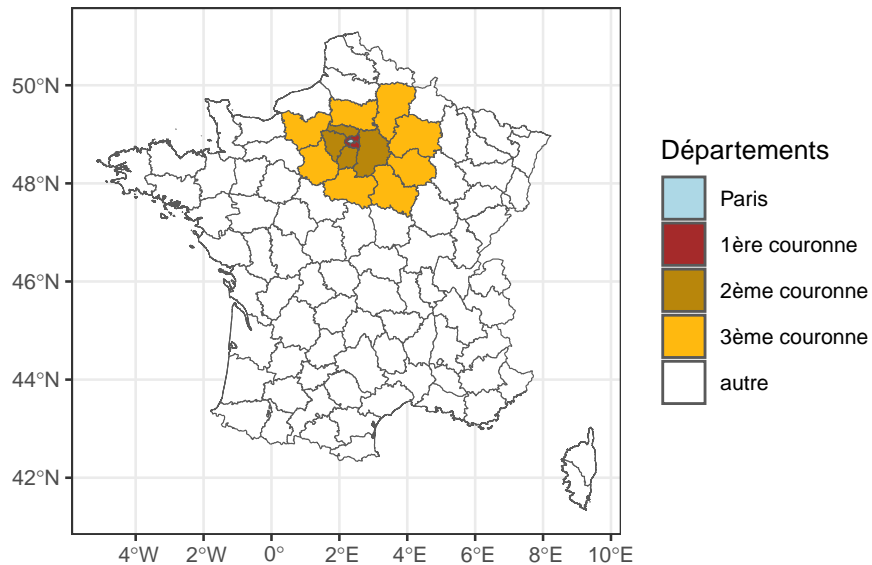 50°N
48°N
46°N
44°N
42°N
4°W 2°W 0° 2°E 4°E 6°E 8°E 10°E
Départements
Paris
1ère couronne
2ème couronne
3ème couronne
autre